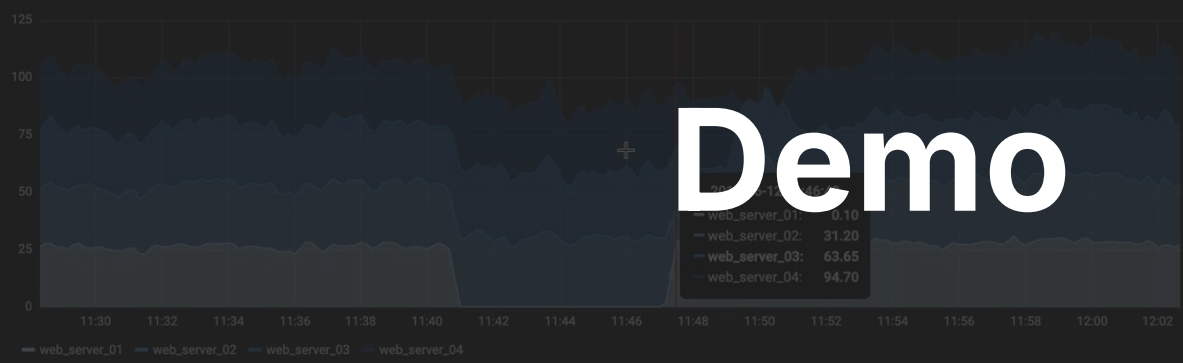 125
100
75
50
25
0
Demo
web_server_01: 0.10
web_server_02: 31.20
web_server_03: 63.65
web_server_04: 94.70
11:30 11:32 11:34 11:36 11:38 11:40 11:42 11:44 11:46 11:48 11:50 11:52 11:54 11:56 11:58 12:00 12:02
web_server_01 web_server_02 web_server_03 web_server_04